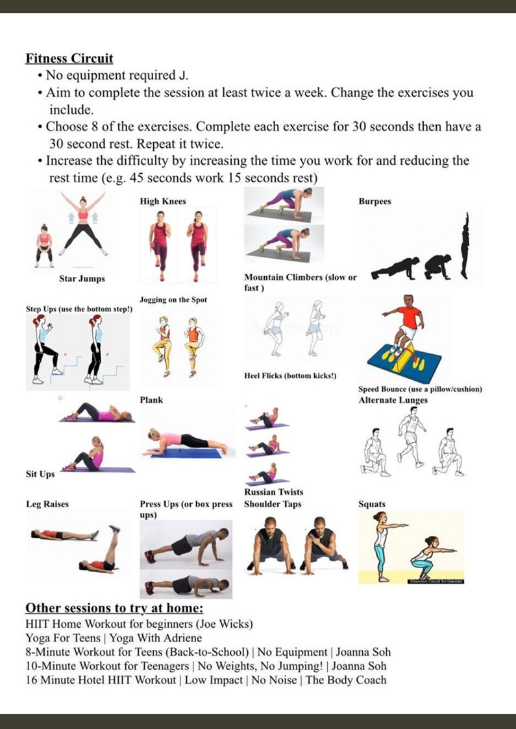 Fitness Circuit
• No equipment required J.
• Aim to complete the session at least twice a week. Change the exercises you
include.
• Choose 8 of the exercises. Complete each exercise for 30 seconds then have a
30 second rest. Repeat it twice.
• Increase the difficulty by increasing the time you work for and reducing the
rest time (e.g. 45 seconds work 15 seconds rest)
Star Jumps
High Knees
Mountain Climbers (slow or
fast )
Burpees
Step Ups (use the bottom step!)
Jogging on the Spot
Heel Flicks (bottom kicks!)
Speed Bounce (use a pillow/cushion)
Sit Ups
Plank
Russian Twists
Alternate Lunges
Leg Raises
Press Ups (or box press
ups)
Shoulder Taps
Squats
Other sessions to try at home:
HIIT Home Workout for beginners (Joe Wicks)
Yoga For Teens | Yoga With Adriene
8-Minute Workout for Teens (Back-to-School) | No Equipment | Joanna Soh
10-Minute Workout for Teenagers | No Weights, No Jumping! | Joanna Soh
16 Minute Hotel HIIT Workout | Low Impact | No Noise | The Body Coach